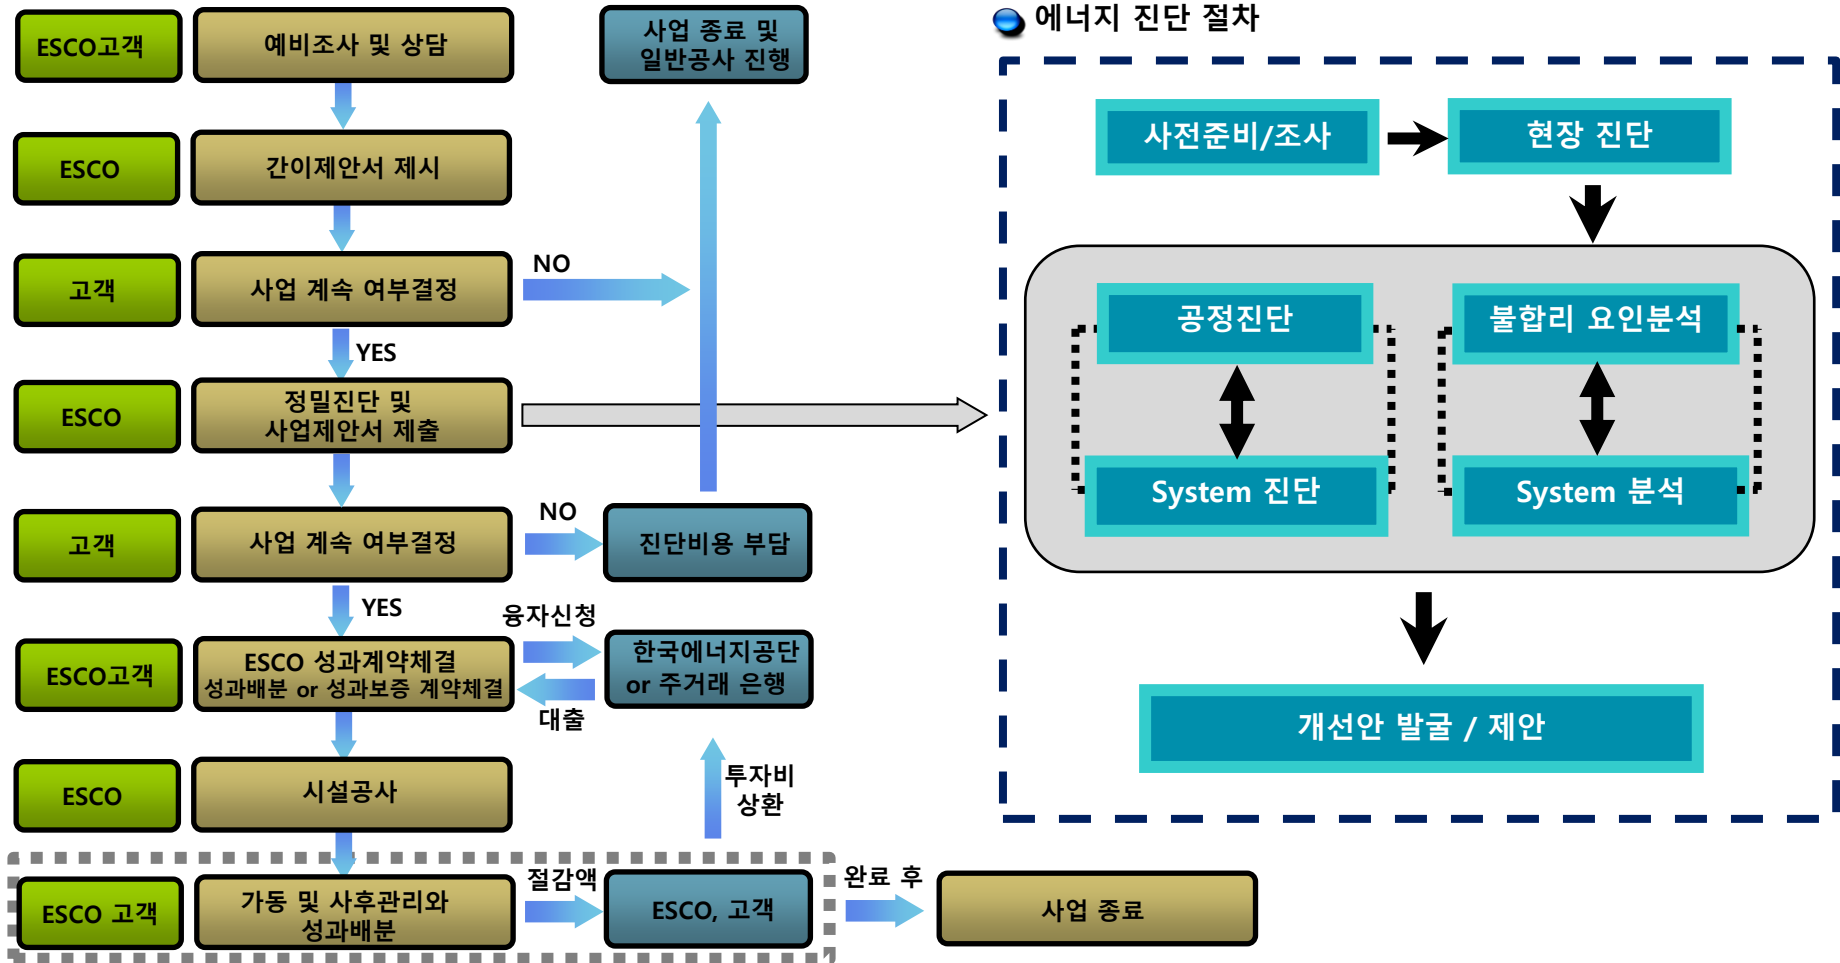 ESCO고객
예비조사 및 상담
사업 종료 및
일반공사 진행
ESCO
간이제안서 제시
고객
사업 계속 여부결정
NO
YES
ESCO
정밀진단 및
사업제안서 제출
고객
사업 계속 여부결정
NO
진단비용 부담
YES
융자신청
ESCO고객
ESCO 성과계약체결
성과배분 or 성과보증 계약체결
한국에너지공단
or 주거래 은행
대출
ESCO
시설공사
투자비
상환
ESCO 고객
가동 및 사후관리와
성과배분
절감액
ESCO, 고객
완료 후
사업 종료
에너지 진단 절차
사전준비/조사
현장 진단
공정진단
불합리 요인분석
System 진단
System 분석
개선안 발굴 / 제안